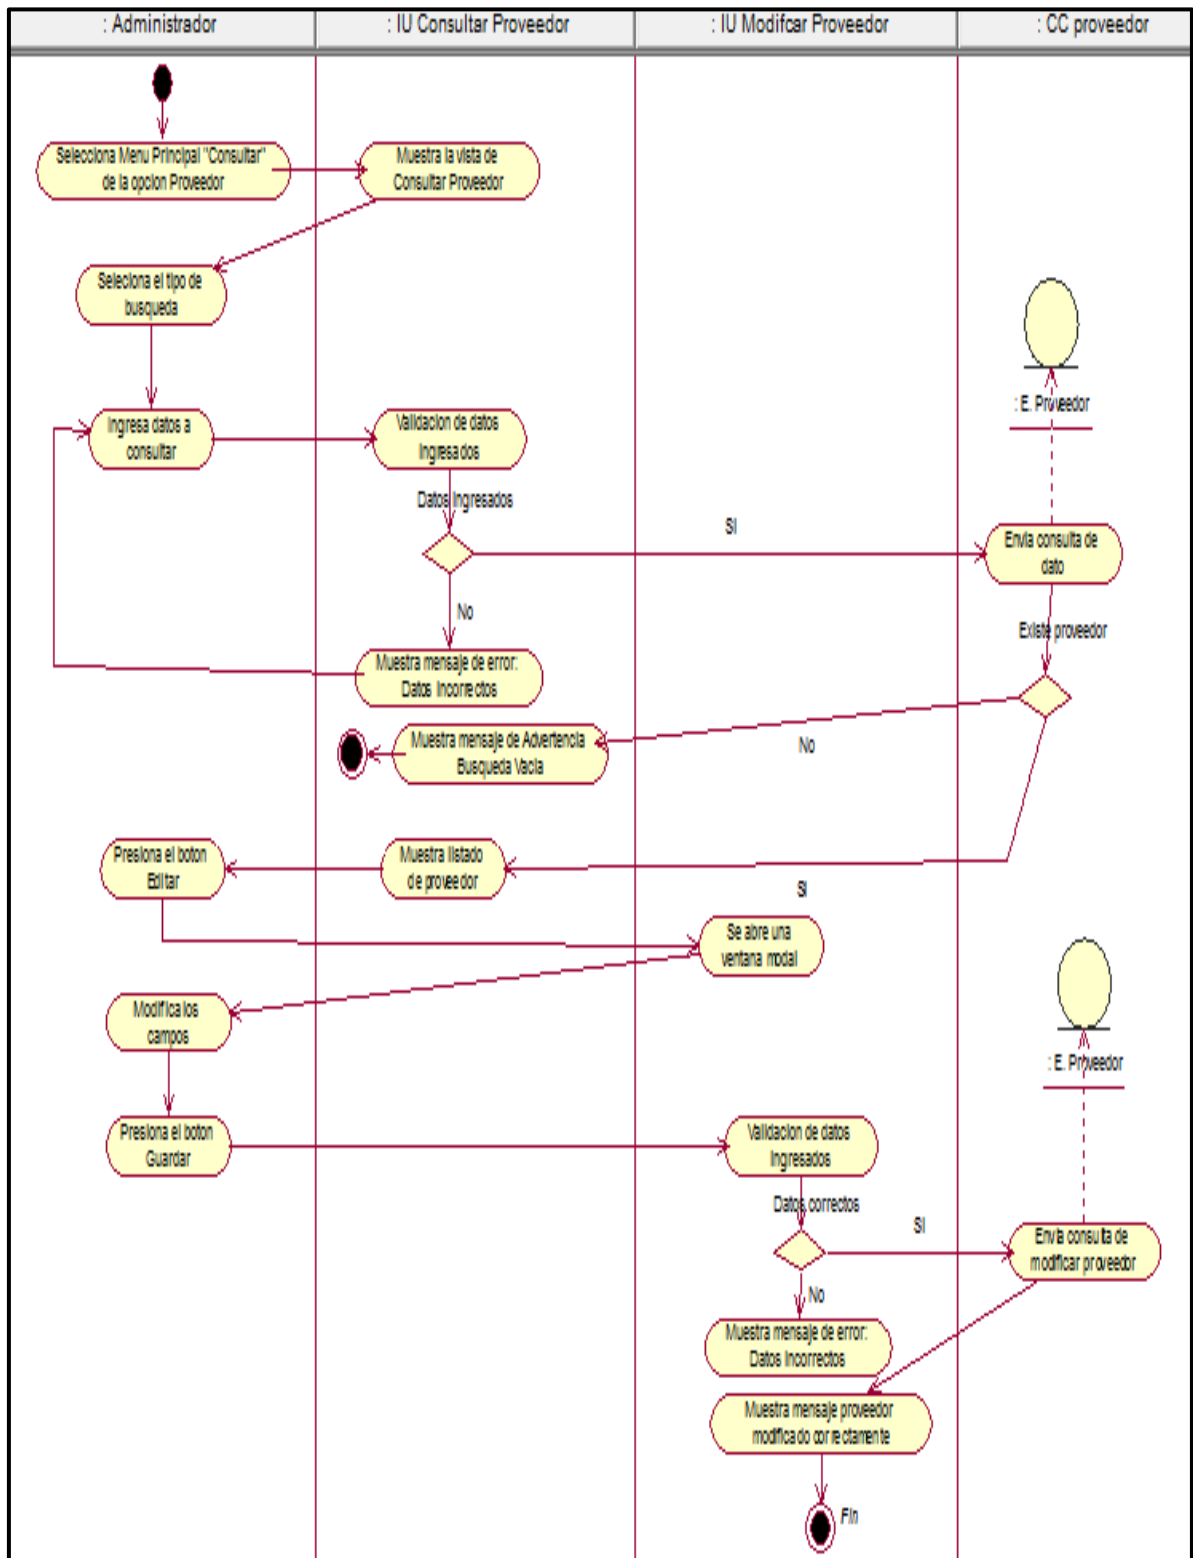 : Administrador
: IU Consultar Proveedor
: IU Modifcar Proveedor
: CC proveedor
Selecciona Menu Principal "Consultar"
de la opcion Proveedor
Muestra la vista de
Consultar Proveedor
Seleciona el tipo de
busqueda
: E. Proveedor
Ingresa datos a
consultar
Validacion de datos
Ingresados
Datos Ingresados
SI
Envia consulta de
dato
No
Existe proveedor
Muestra mensaje de error:
Datos Incorrectos
Muestra mensaje de Advertencia
Busqueda Vacia
No
Presiona el boton
Editar
Muestra listado
de proveedor
SI
Se abre una
ventana modal
Modifica los
campos
: E. Proveedor
Presiona el boton
Guardar
Validacion de datos
Ingresados
Datos correctos
SI
Envia consulta de
modificar proveedor
No
Muestra mensaje de error:
Datos Incorrectos
Muestra mensaje proveedor
modificado correctamente
Fin